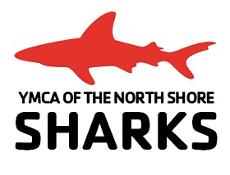 YMCA OF THE NORTH SHORE
SHARKS